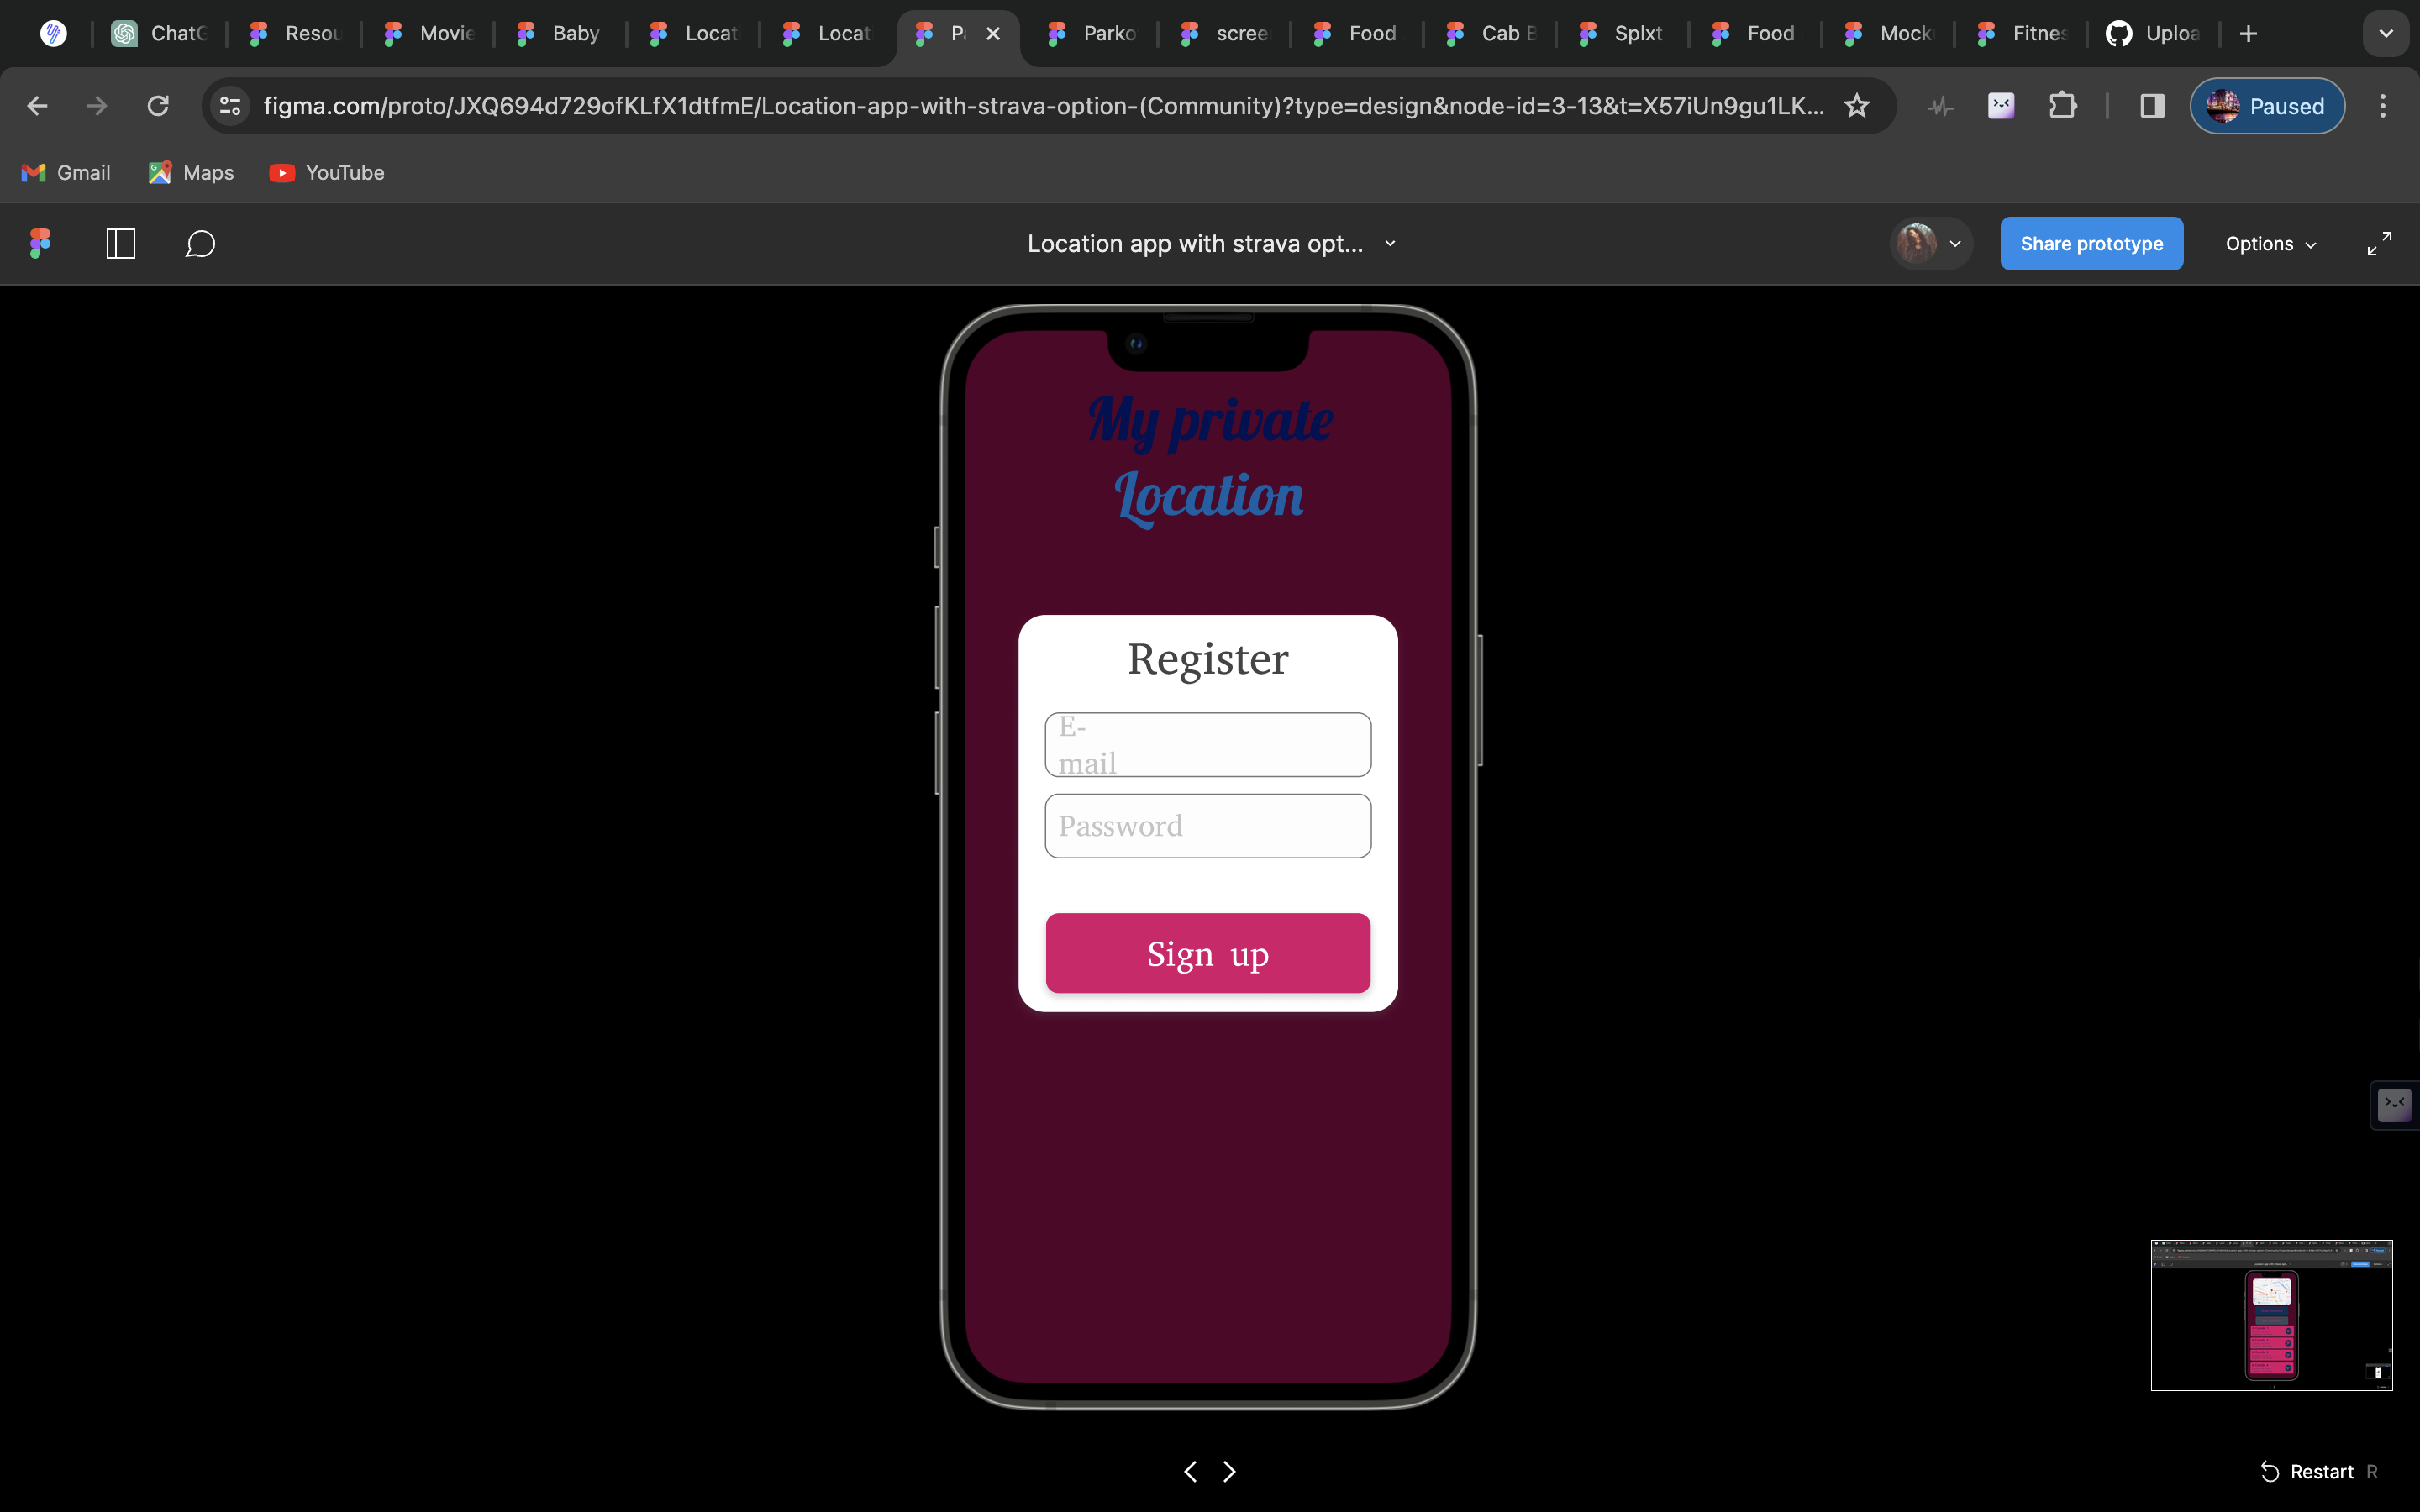 ChatG
Resou
Movie
Baby
Locat
Locat
Pa
Parko
scree
Food
Cab B
Splxt
Food
Mock
Fitnes
Uploa
figma.com/proto/JXQ694d729ofKLfX1dtfmE/Location-app-with-strava-option-(Community)?type=design&node-id=3-13&t=X57iUn9gu1LK...
Paused
Gmail
Maps
YouTube
Location app with strava opt...
Share prototype
Options
My private
Location
Register
E-
mail
Password
Sign up
Restart R